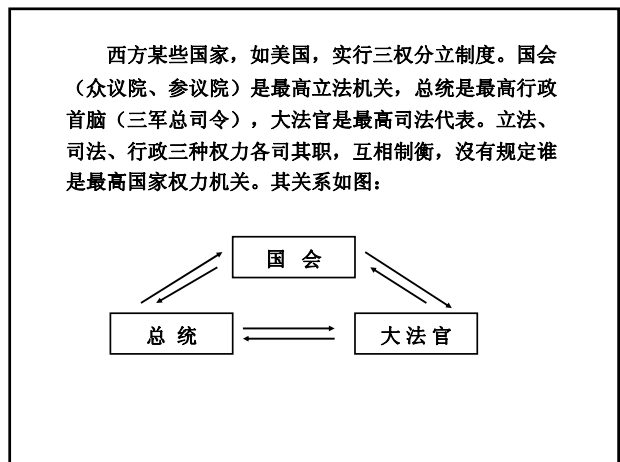 西方某些国家，如美国，实行三权分立制度。国会
（众议院、参议院）是最高立法机关，总统是最高行政
首脑（三军总司令），大法官是最高司法代表。立法、
司法、行政三种权力各司其职，互相制衡，沒有规定谁
是最高国家权力机关。其关系如图：
国 会
总 统
大 法 官